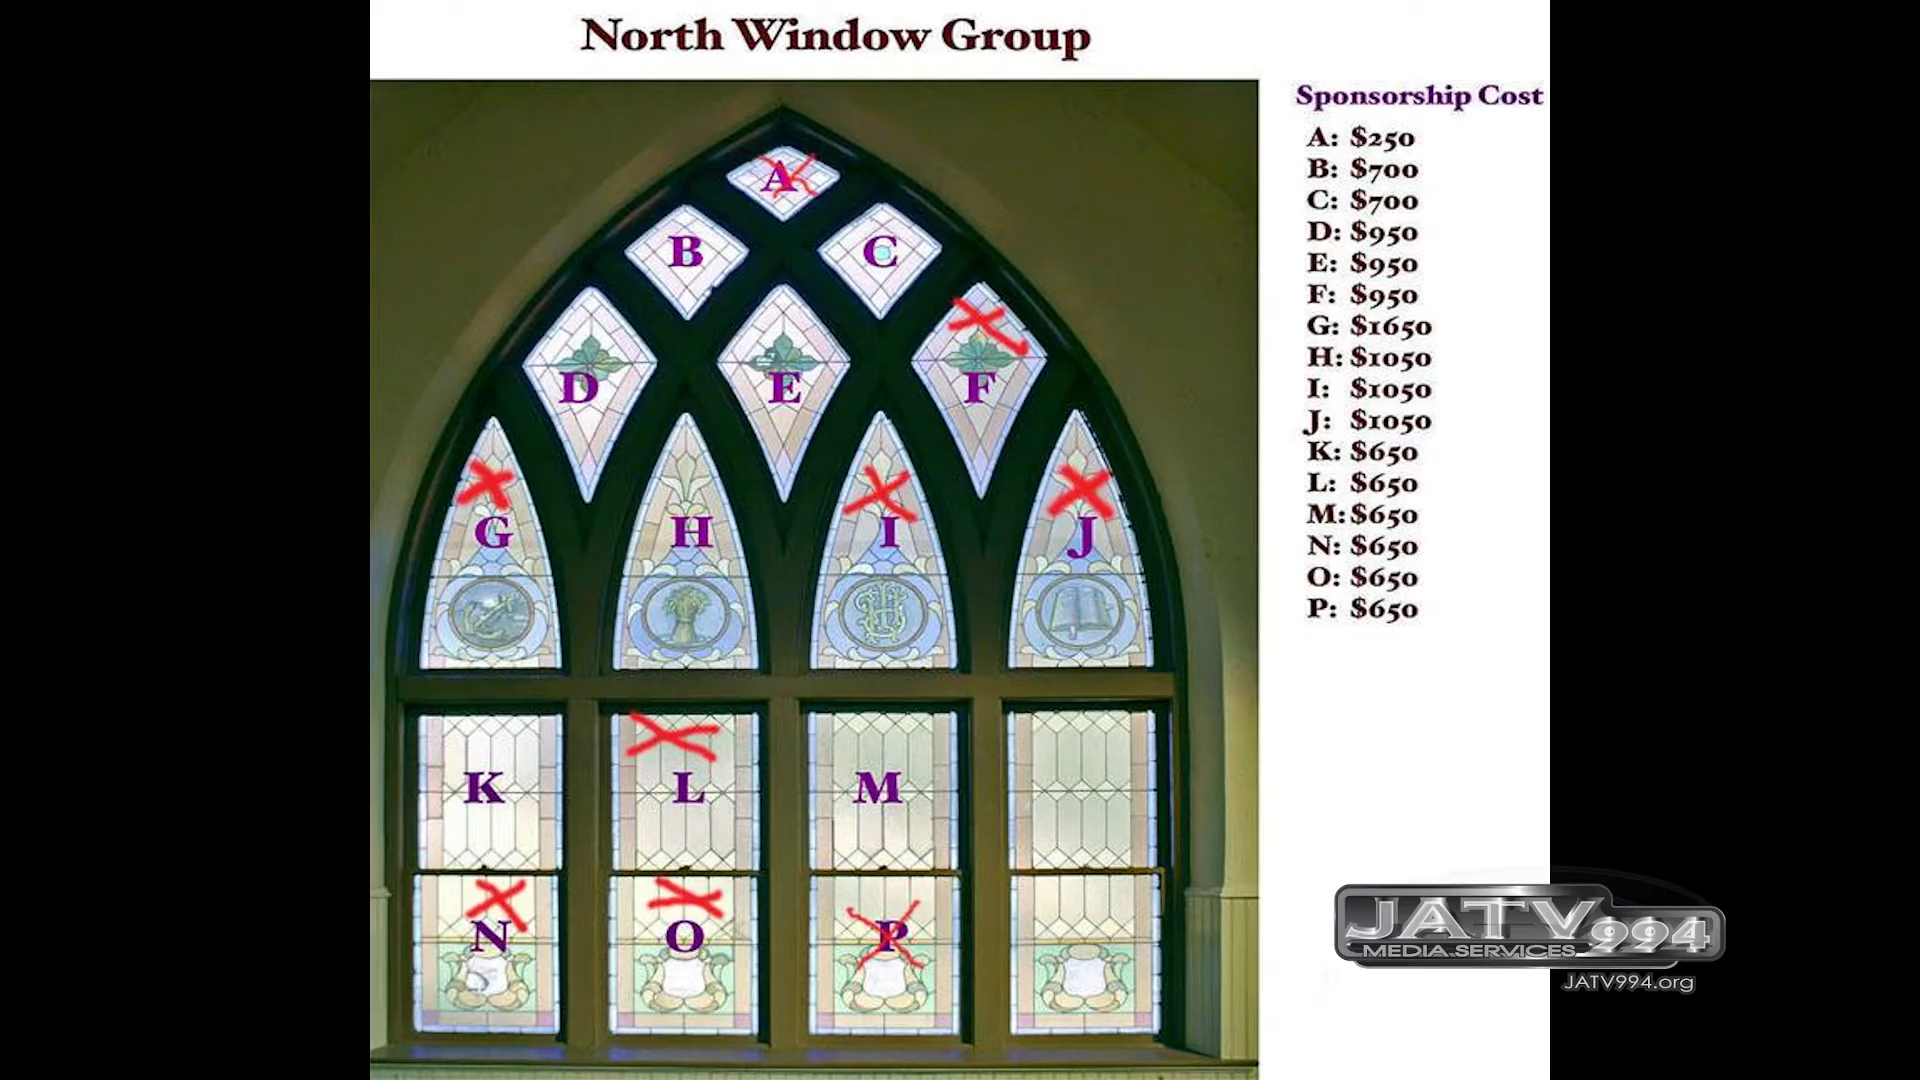 North Window Group
Sponsorship Cost
A: $250
B: $700
C: $700
D: $950
E: $950
F: $950
G: $1650
H: $1050
I: $1050
J: $1050
K: $650
L: $650
M: $650
N: $650
O: $650
P: $650
A
B
C
D
E
F
G
H
I
J
K
L
M
N
O
P
JATV 994
MEDIA SERVICES
JATV994.org